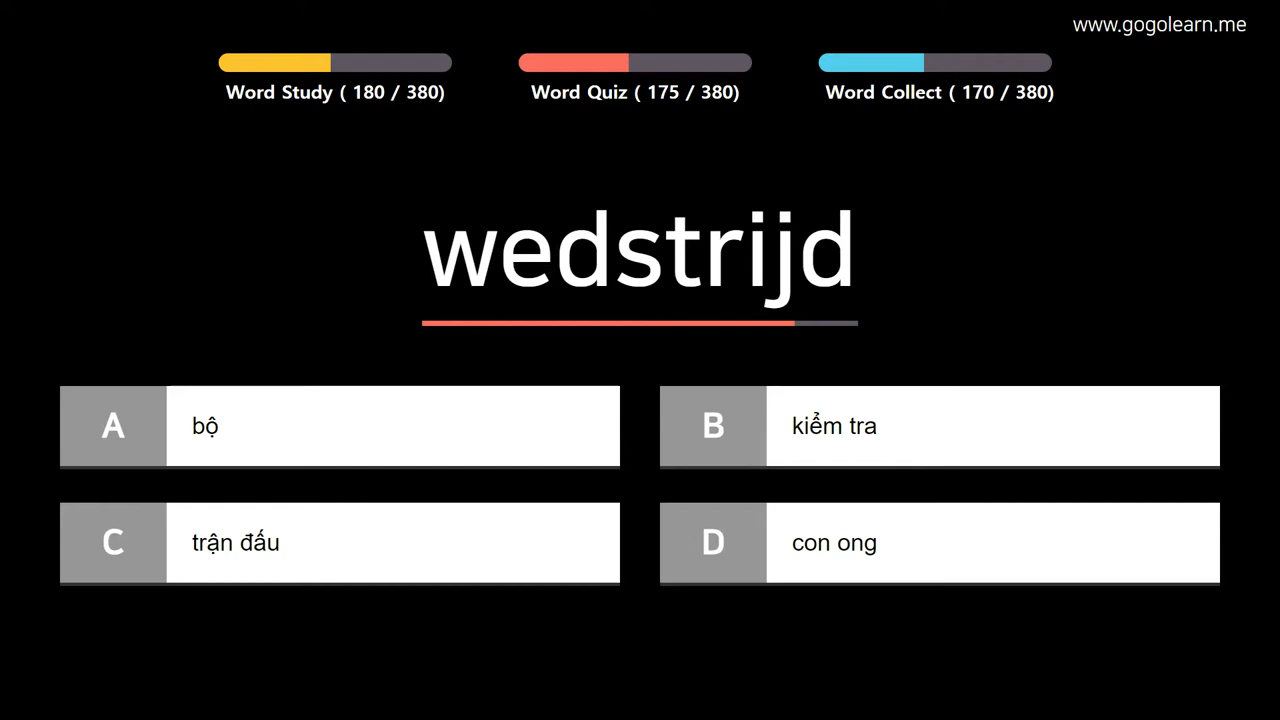 www.gogolearn.me
Word Study ( 180 / 380)
Word Quiz ( 175 / 380)
Word Collect ( 170 / 380)
wedstrijd
A bộ
B kiểm tra
C trận đấu
D con ong